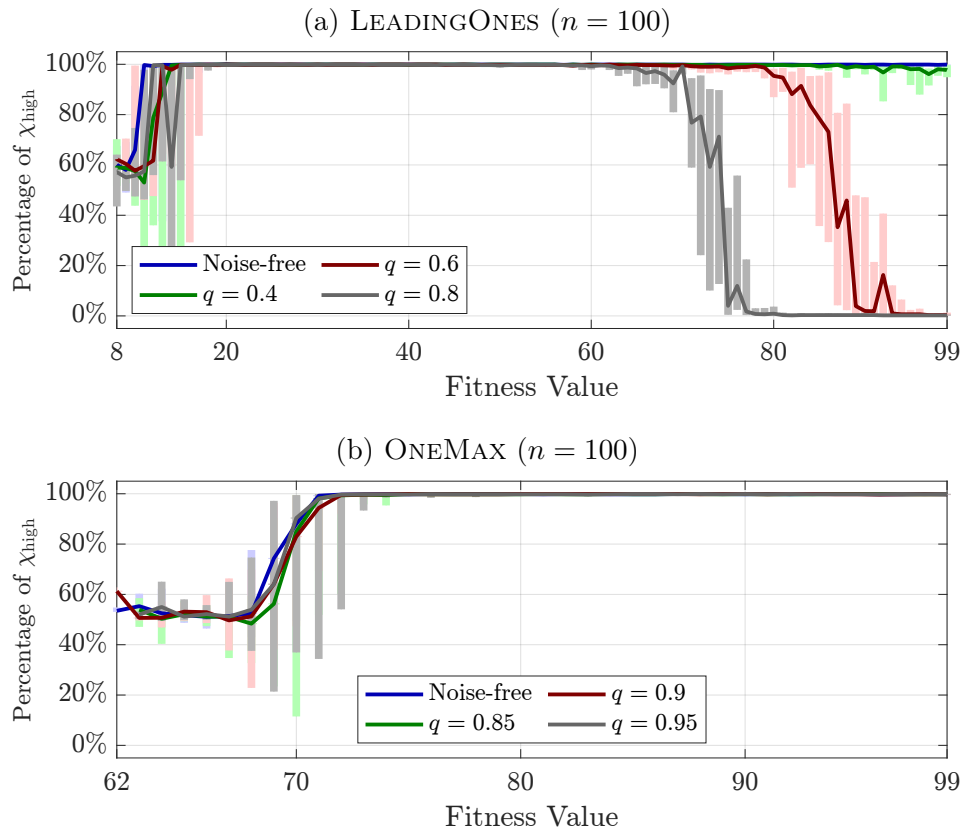 (a) LEADINGONES (n = 100)
Percentage of χhigh
100%
80%
60%
40%
20%
0%
Noise-free
q = 0.6
q = 0.4
q = 0.8
8
20
40
60
80
99
Fitness Value
(b) ONEMAX (n = 100)
Percentage of χhigh
100%
80%
60%
40%
20%
0%
Noise-free
q = 0.9
q = 0.85
q = 0.95
62
70
80
90
99
Fitness Value